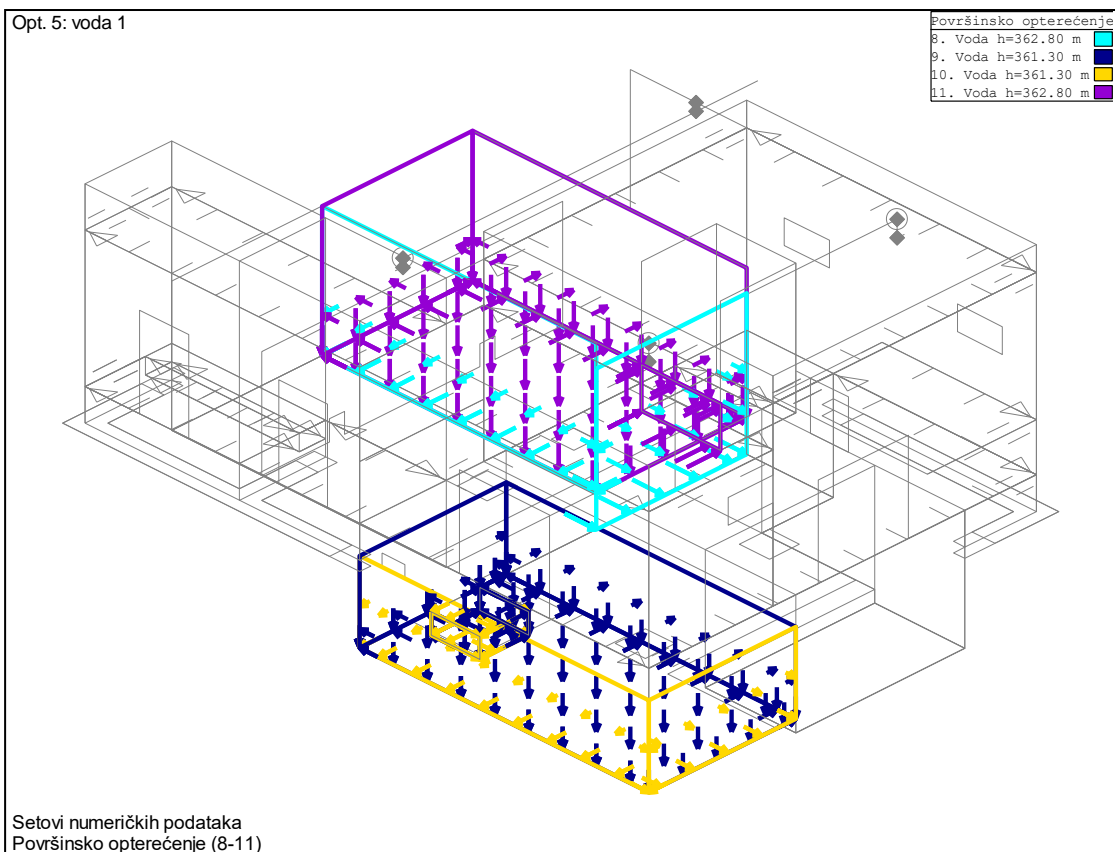 Opt. 5: voda 1
Površinsko opterećenje
8. Voda h=362.80 m
9. Voda h=361.30 m
10. Voda h=361.30 m
11. Voda h=362.80 m
Setovi numeričkih podataka
Površinsko opterećenje (8-11)